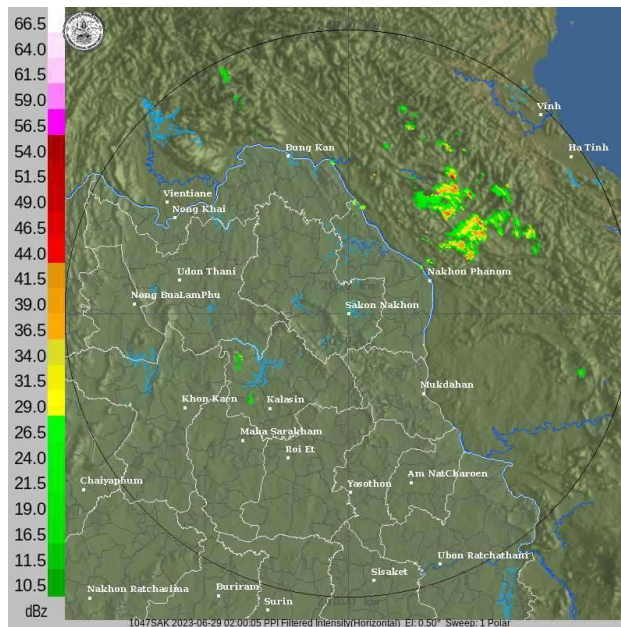 66.5
64.0
61.5
59.0
56.5
54.0
51.5
49.0
46.5
44.0
41.5
39.0
36.5
34.0
31.5
29.0
26.5
24.0
21.5
19.0
16.5
11.5
10.5
dBz
Vinh
Ha Tinh
Bung Kan
Vientiane
Nong Khai
Udon Thani
Nakhon Phanom
Nong BuaLamPhu
Sakon Nakhon
Mukdahan
Khon Kaen
Kalasin
Maha Sarakham
Roi Et
Am NatCharoen
Chaiyaphum
Yasothon
Ubon Ratchathani
Sisaket
Nakhon Ratchasima
Buriram
Surin
1047SAK 2023-06-29 02:00:05 PPI Filtered Intensity(Horizontal) El: 0.50° Sweep: 1 Polar